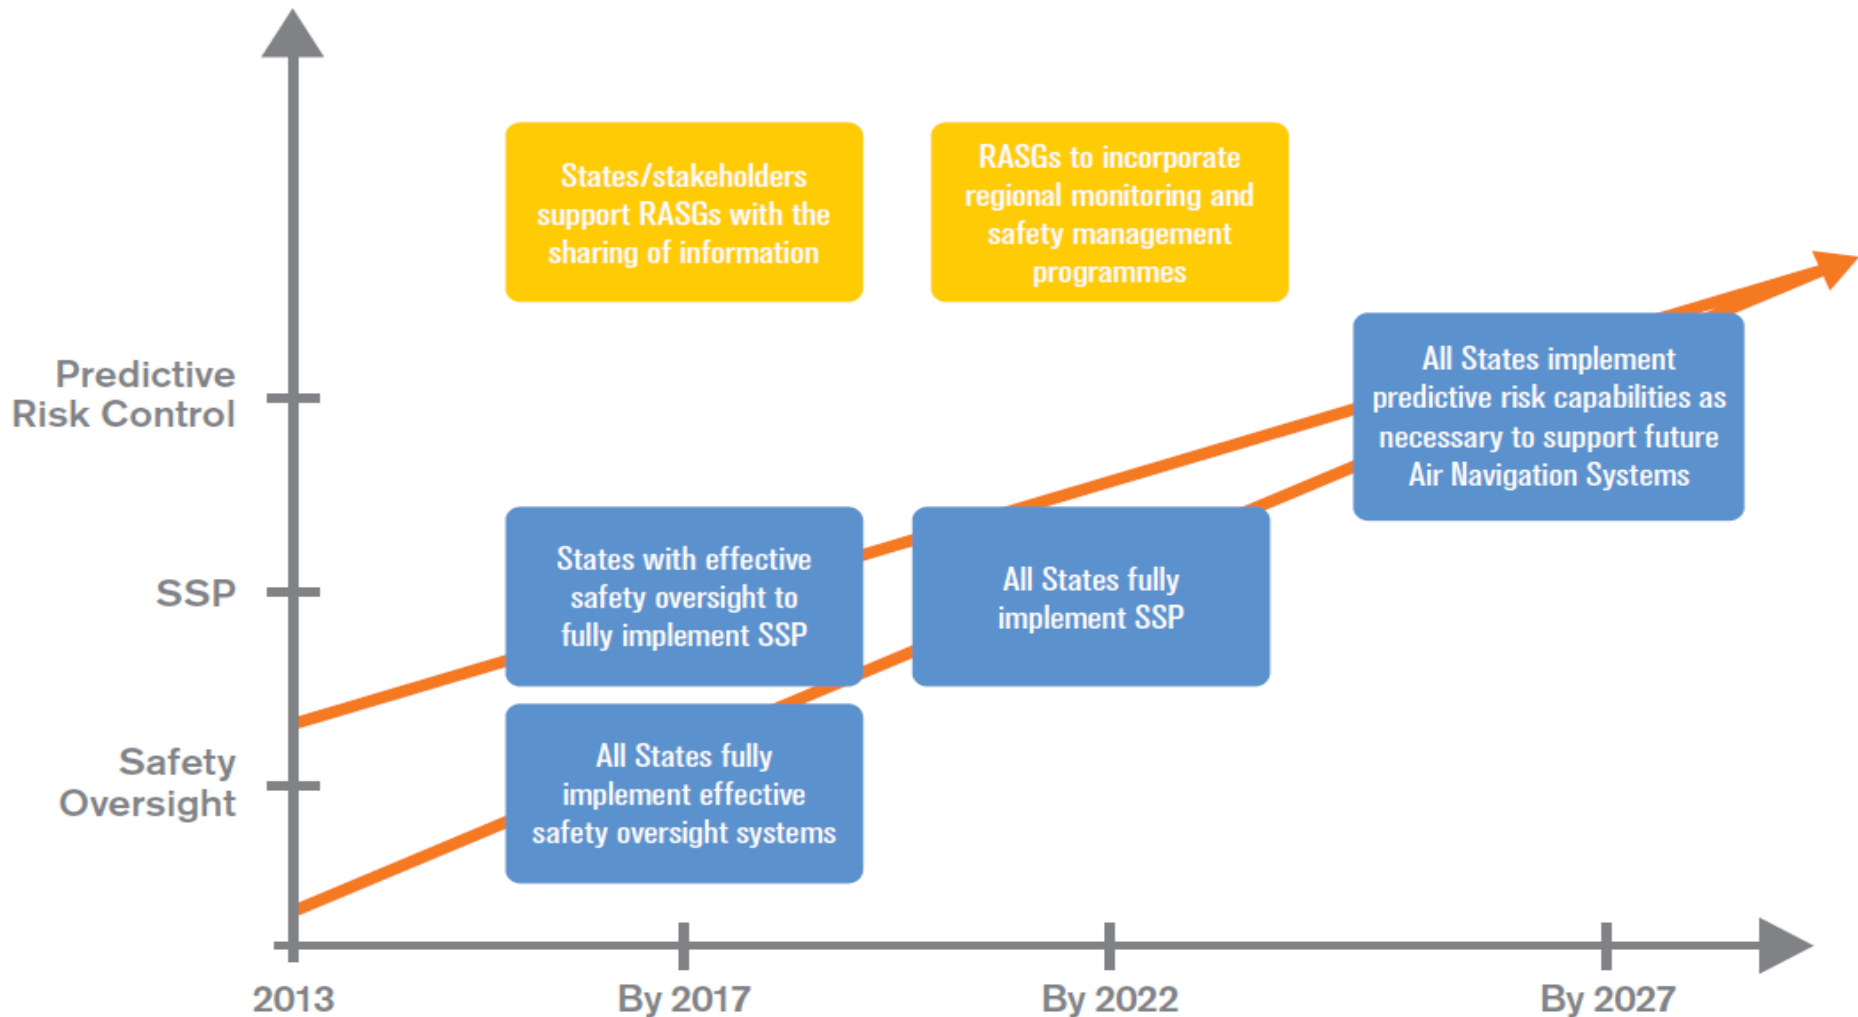 States/stakeholders
support RASGs with the
sharing of information
RASGs to incorporate
regional monitoring and
safety management
programmes
Predictive
Risk Control
All States implement
predictive risk capabilities as
necessary to support future
Air Navigation Systems
SSP
States with effective
safety oversight to
fully implement SSP
All States fully
implement SSP
Safety
Oversight
All States fully
implement effective
safety oversight systems
2013
By 2017
By 2022
By 2027